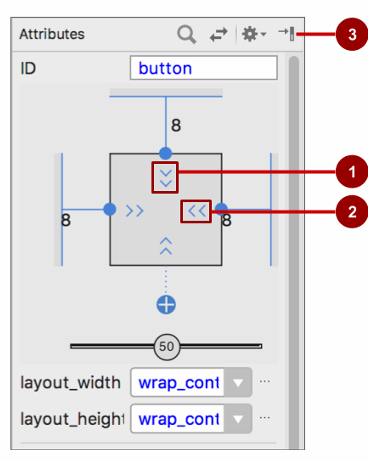 Attributes
3
ID button
8
1
8 8
2
50
layout_width wrap_cont
layout_height wrap_cont